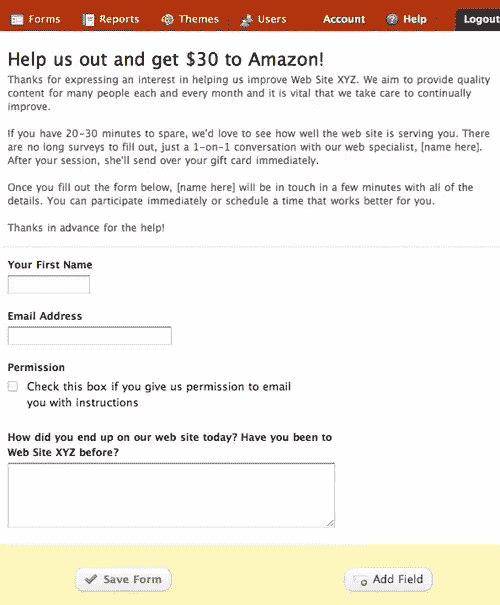 Forms Reports Themes Users Account Help Logout
Help us out and get $30 to Amazon!
Thanks for expressing an interest in helping us improve Web Site XYZ. We aim to provide quality
content for many people each and every month and it is vital that we take care to continually
improve.
If you have 20-30 minutes to spare, we'd love to see how well the web site is serving you. There
are no long surveys to fill out, just a 1-on-1 conversation with our web specialist, [name here].
After your session, she'll send over your gift card immediately.
Once you fill out the form below, [name here] will be in touch in a few minutes with all of the
details. You can participate immediately or schedule a time that works better for you.
Thanks in advance for the help!
Your First Name
Email Address
Permission
Check this box if you give us permission to email
you with instructions
How did you end up on our web site today? Have you been to
Web Site XYZ before?
Save Form Add Field